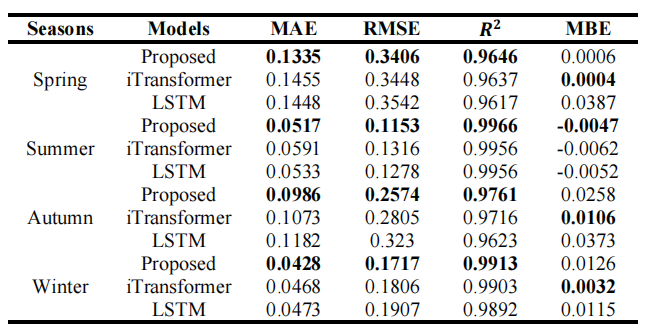 Seasons Models MAE RMSE R² MBE
Proposed 0.1335 0.3406 0.9646 0.0006
Spring iTransformer 0.1455 0.3448 0.9637 0.0004
LSTM 0.1448 0.3542 0.9617 0.0387
Proposed 0.0517 0.1153 0.9966 -0.0047
Summer iTransformer 0.0591 0.1316 0.9956 -0.0062
LSTM 0.0533 0.1278 0.9956 -0.0052
Proposed 0.0986 0.2574 0.9761 0.0258
Autumn iTransformer 0.1073 0.2805 0.9716 0.0106
LSTM 0.1182 0.323 0.9623 0.0373
Proposed 0.0428 0.1717 0.9913 0.0126
Winter iTransformer 0.0468 0.1806 0.9903 0.0032
LSTM 0.0473 0.1907 0.9892 0.0115